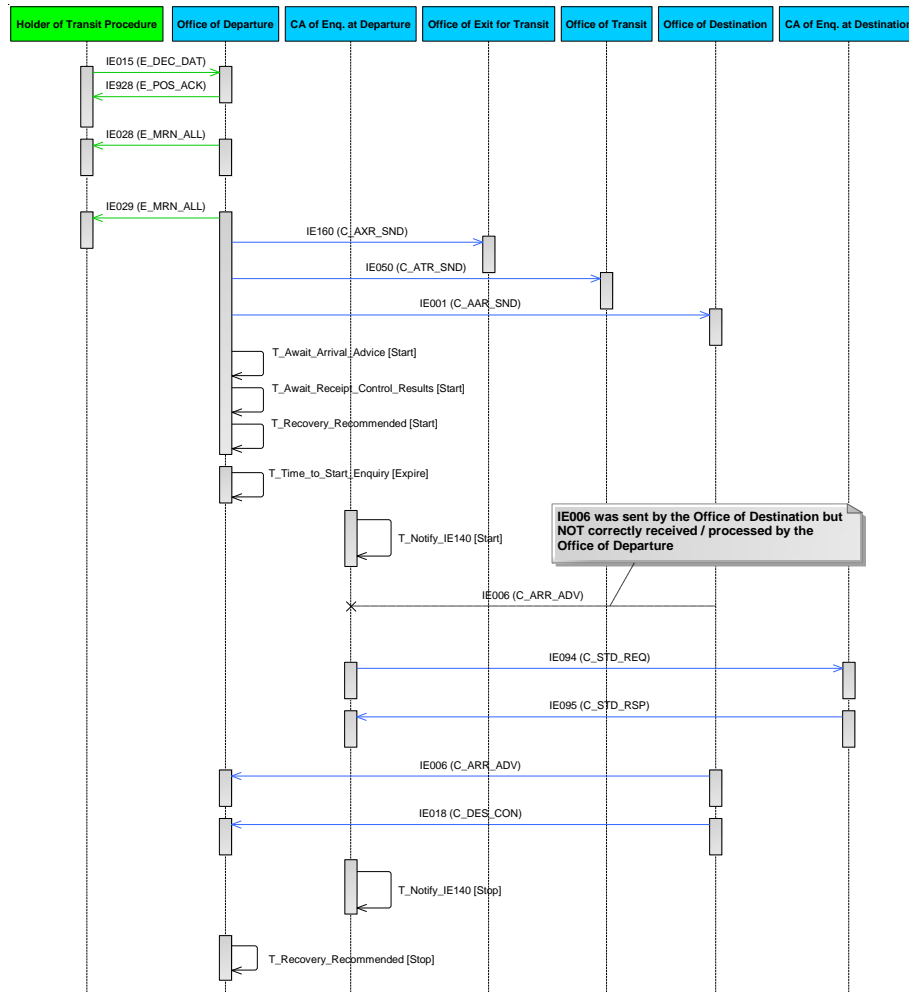 Holder of Transit Procedure
Office of Departure
CA of Enq. at Departure
Office of Exit for Transit
Office of Transit
Office of Destination
CA of Enq. at Destination
IE015 (E_DEC_DAT)
IE928 (E_POS_ACK)
IE028 (E_MRN_ALL)
IE029 (E_MRN_ALL)
IE160 (C_AXR_SND)
IE050 (C_ATR_SND)
IE001 (C_AAR_SND)
T_Await_Arrival_Advice [Start]
T_Await_Receipt_Control_Results [Start]
T_Recovery_Recommended [Start]
T_Time_to_Start_Enquiry [Expire]
T_Notify_IE140 [Start]
IE006 was sent by the Office of Destination but
NOT correctly received / processed by the
Office of Departure
IE006 (C_ARR_ADV)
IE094 (C_STD_REQ)
IE095 (C_STD_RSP)
IE006 (C_ARR_ADV)
IE018 (C_DES_CON)
T_Notify_IE140 [Stop]
T_Recovery_Recommended [Stop]